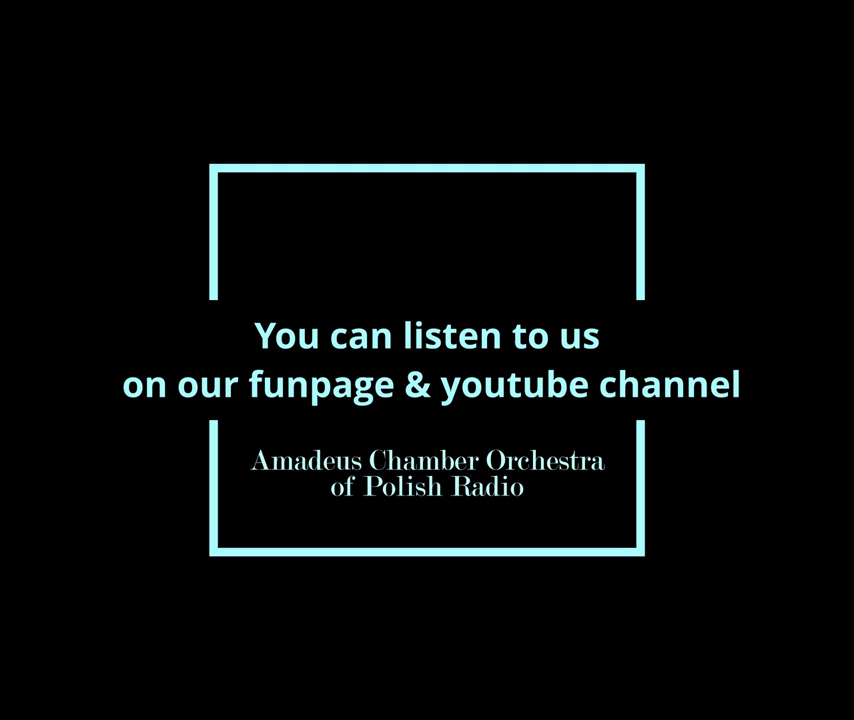 You can listen to us
on our funpage & youtube channel
Amadeus Chamber Orchestra
of Polish Radio